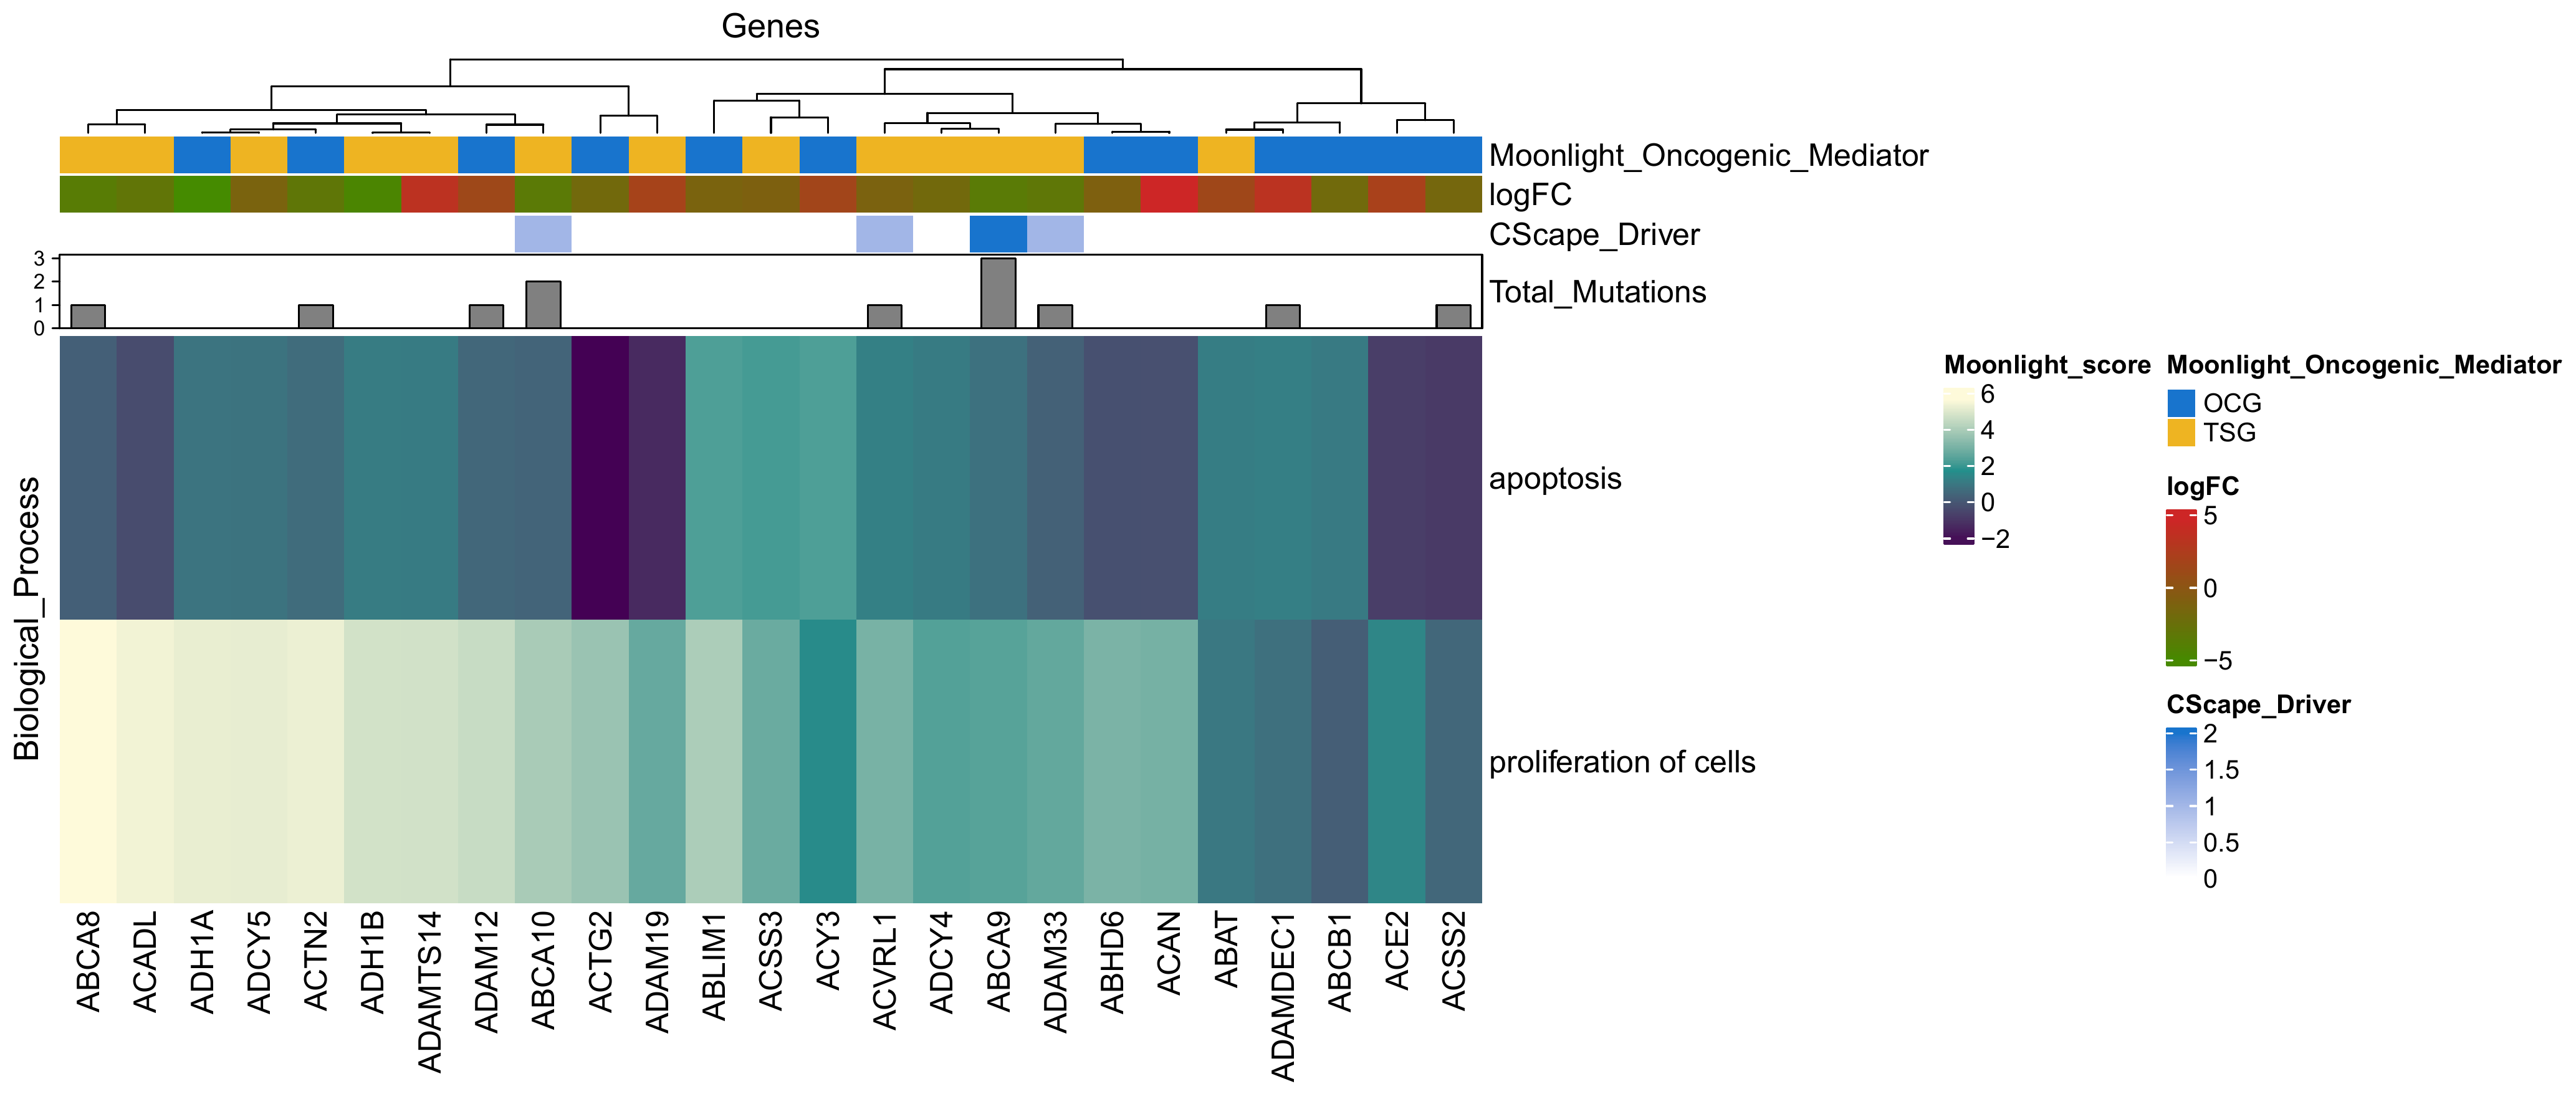 Genes
Moonlight_Oncogenic_Mediator
logFC
CScape_Driver
3
2
1
0
Total_Mutations
Biological_Process
apoptosis
proliferation of cells
ABCA8
ACADL
ADH1A
ADCY5
ACTN2
ADH1B
ADAMTS14
ADAM12
ABCA10
ACTG2
ADAM19
ABLIM1
ACSS3
ACY3
ACVRL1
ADCY4
ABCA9
ADAM33
ABHD6
ACAN
ABAT
ADAMDEC1
ABCB1
ACE2
ACSS2
Moonlight_score
6
4
2
0
−2
Moonlight_Oncogenic_Mediator
OCG
TSG
logFC
5
0
−5
CScape_Driver
2
1.5
1
0.5
0